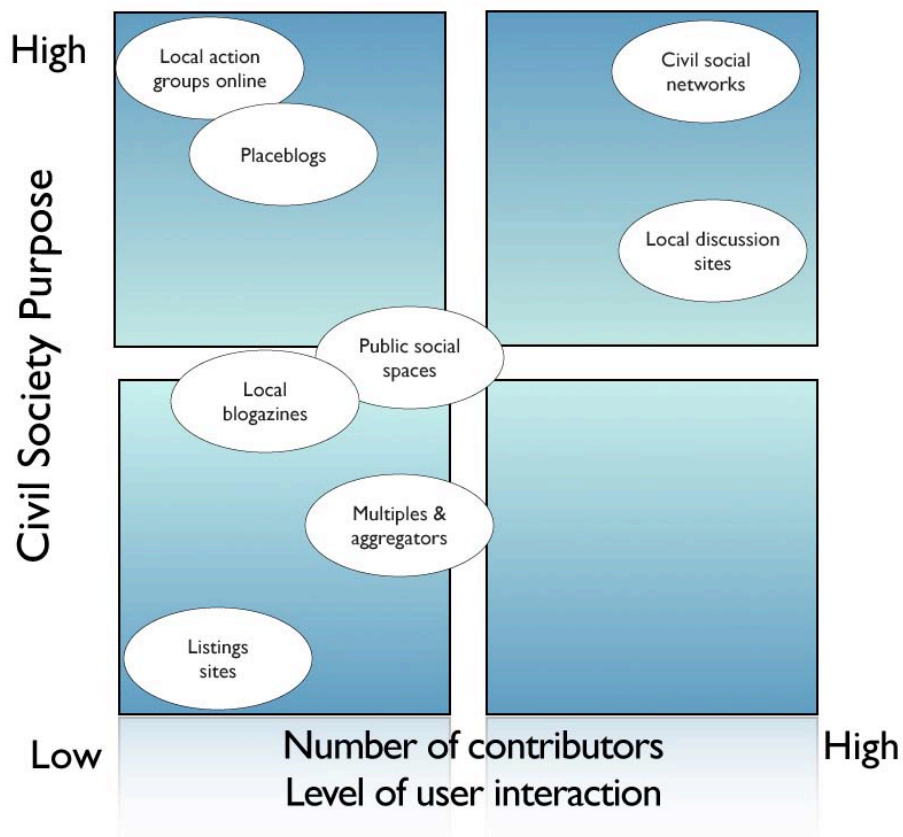 High
Local action
groups online
Civil social
networks
Placeblogs
Local discussion
sites
Civil Society Purpose
Public social
spaces
Local
blogazines
Multiples &
aggregators
Listings
sites
Low
Number of contributors
High
Level of user interaction